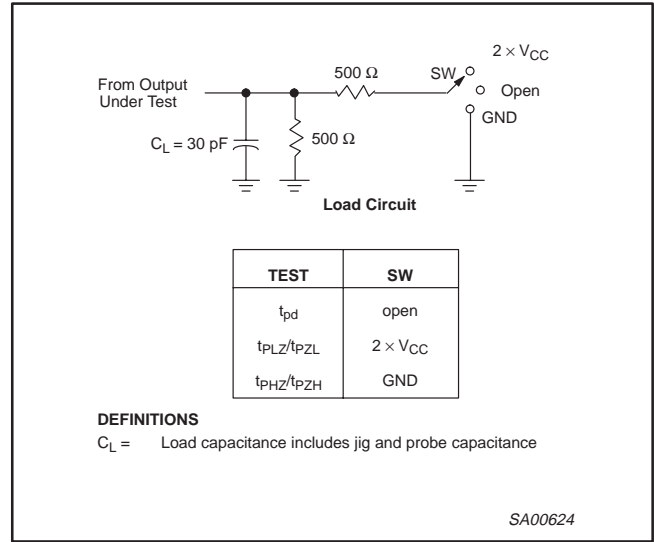 2 × VCC
500 Ω
SW
From Output
Under Test
Open
GND
CL = 30 pF
500 Ω
Load Circuit
TEST SW
tpd open
tPLZ/tPZL 2 × VCC
tPHZ/tPZH GND
DEFINITIONS
CL = Load capacitance includes jig and probe capacitance
SA00624